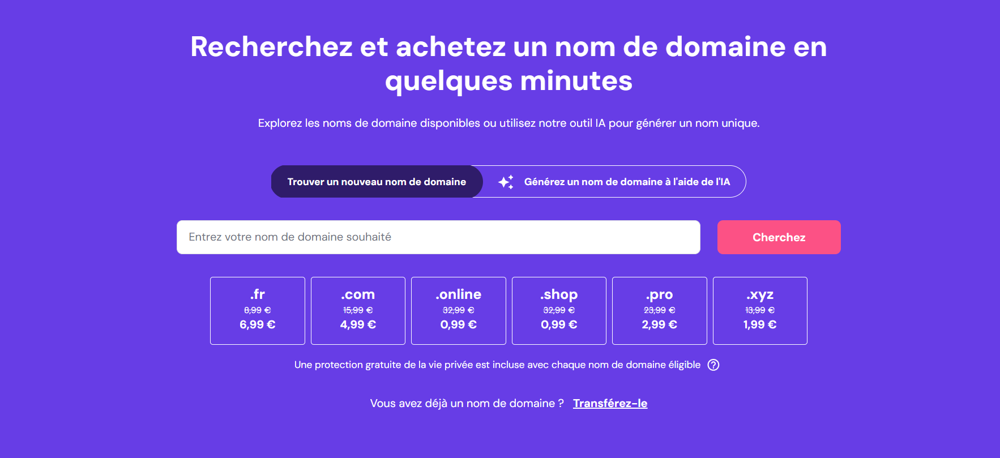 Recherchez et achetez un nom de domaine en
quelques minutes
Explorez les noms de domaine disponibles ou utilisez notre outil IA pour générer un nom unique.
Trouver un nouveau nom de domaine
Générez un nom de domaine à l'aide de l'IA
Entrez votre nom de domaine souhaité
Cherchez
.fr
8,99 €
6,99 €
.com
15,99 €
4,99 €
.online
32,99 €
0,99 €
.shop
32,99 €
0,99 €
.pro
23,99 €
2,99 €
.xyz
13,99 €
1,99 €
Une protection gratuite de la vie privée est incluse avec chaque nom de domaine éligible ?
Vous avez déjà un nom de domaine ? Transférez-le